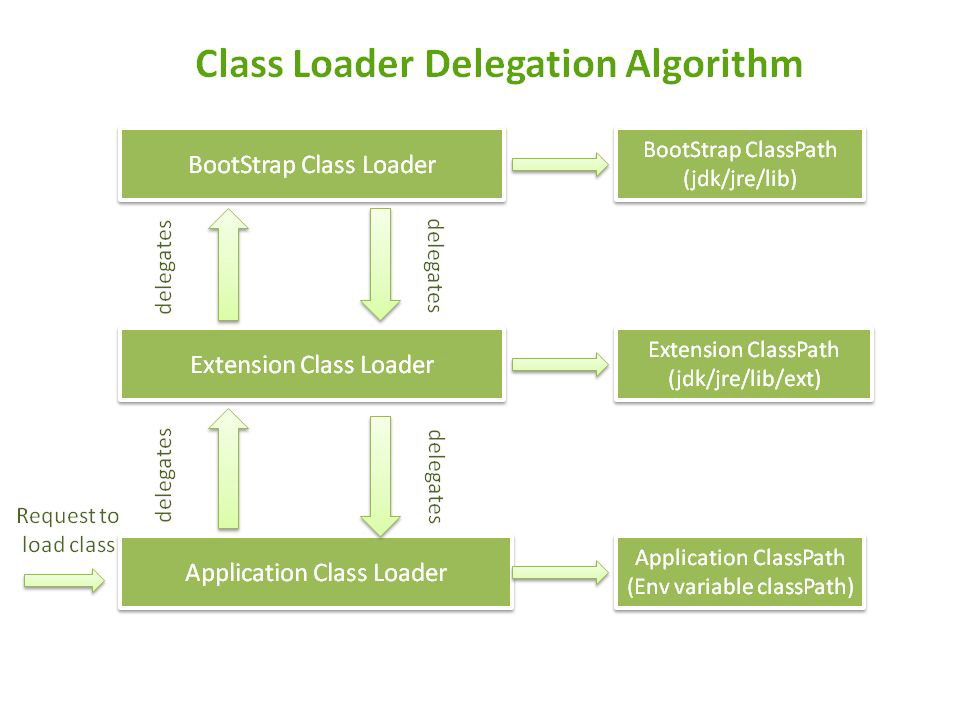 Class Loader Delegation Algorithm
BootStrap Class Loader
BootStrap ClassPath
(jdk/jre/lib)
delegates
delegates
Extension Class Loader
Extension ClassPath
(jdk/jre/lib/ext)
delegates
delegates
Request to
load class
Application Class Loader
Application ClassPath
(Env variable classPath)